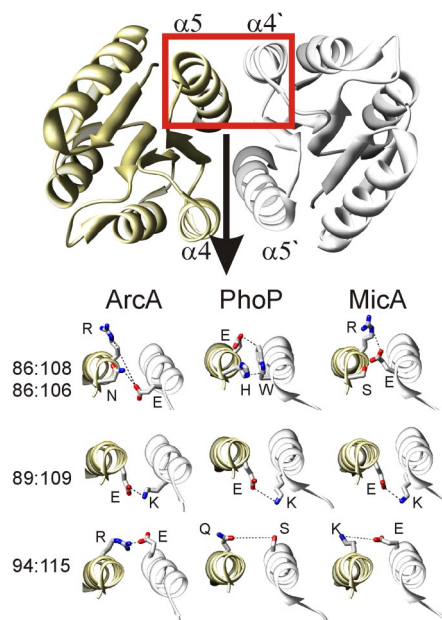 α5 α4`
α4 α5`
ArcA PhoP MicA
R E R
86:108
86:106
N E H W S E
89:109
E K E K E K
94:115
R E Q S K E